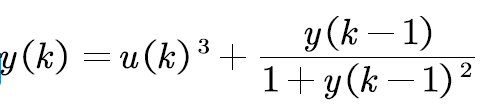 y(k) = u(k)³ + y(k − 1) / 1 + y(k − 1)²